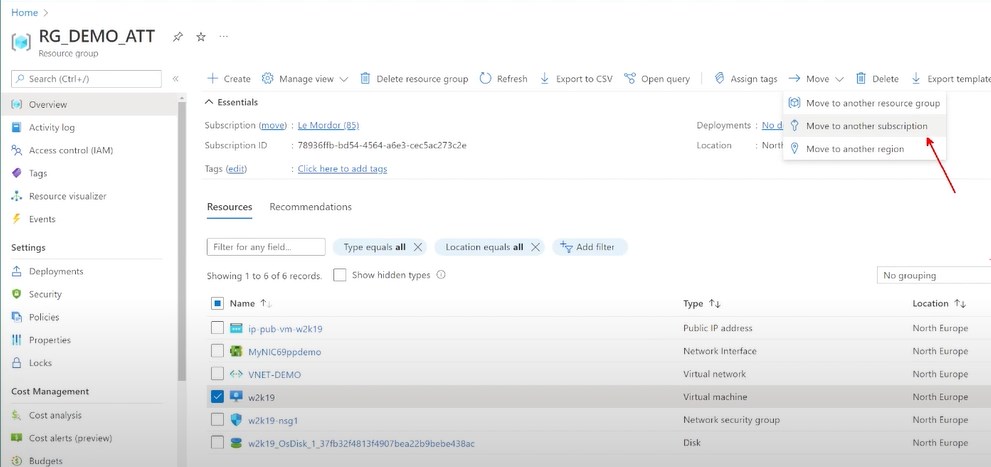 Home >
RG_DEMO_ATT
Resource group
Search (Ctrl+/)
Create Manage view Delete resource group Refresh Export to CSV Open query Assign tags Move Delete Export template
Move to another resource group
Move to another subscription
Move to another region
Overview
Activity log
Access control (IAM)
Tags
Resource visualizer
Events
Settings
Deployments
Security
Policies
Properties
Locks
Cost Management
Cost analysis
Cost alerts (preview)
Budgets
Essentials
Subscription (move) : Le Mordor (85)
Subscription ID : 78936ffb-bd54-4564-a6e3-cec5ac273c2e
Tags (edit) : Click here to add tags
Deployments : No d
Location : North
Resources Recommendations
Filter for any field...
Type equals all
Location equals all
Add filter
Showing 1 to 6 of 6 records.
Show hidden types
No grouping
Name Type Location
ip-pub-vm-w2k19 Public IP address North Europe
MyNIC69ppdemo Network Interface North Europe
VNET-DEMO Virtual network North Europe
w2k19 Virtual machine North Europe
w2k19-nsg1 Network security group North Europe
w2k19_OsDisk_1_37fb32f4813f4907bea22b9bebe438ac Disk North Europe